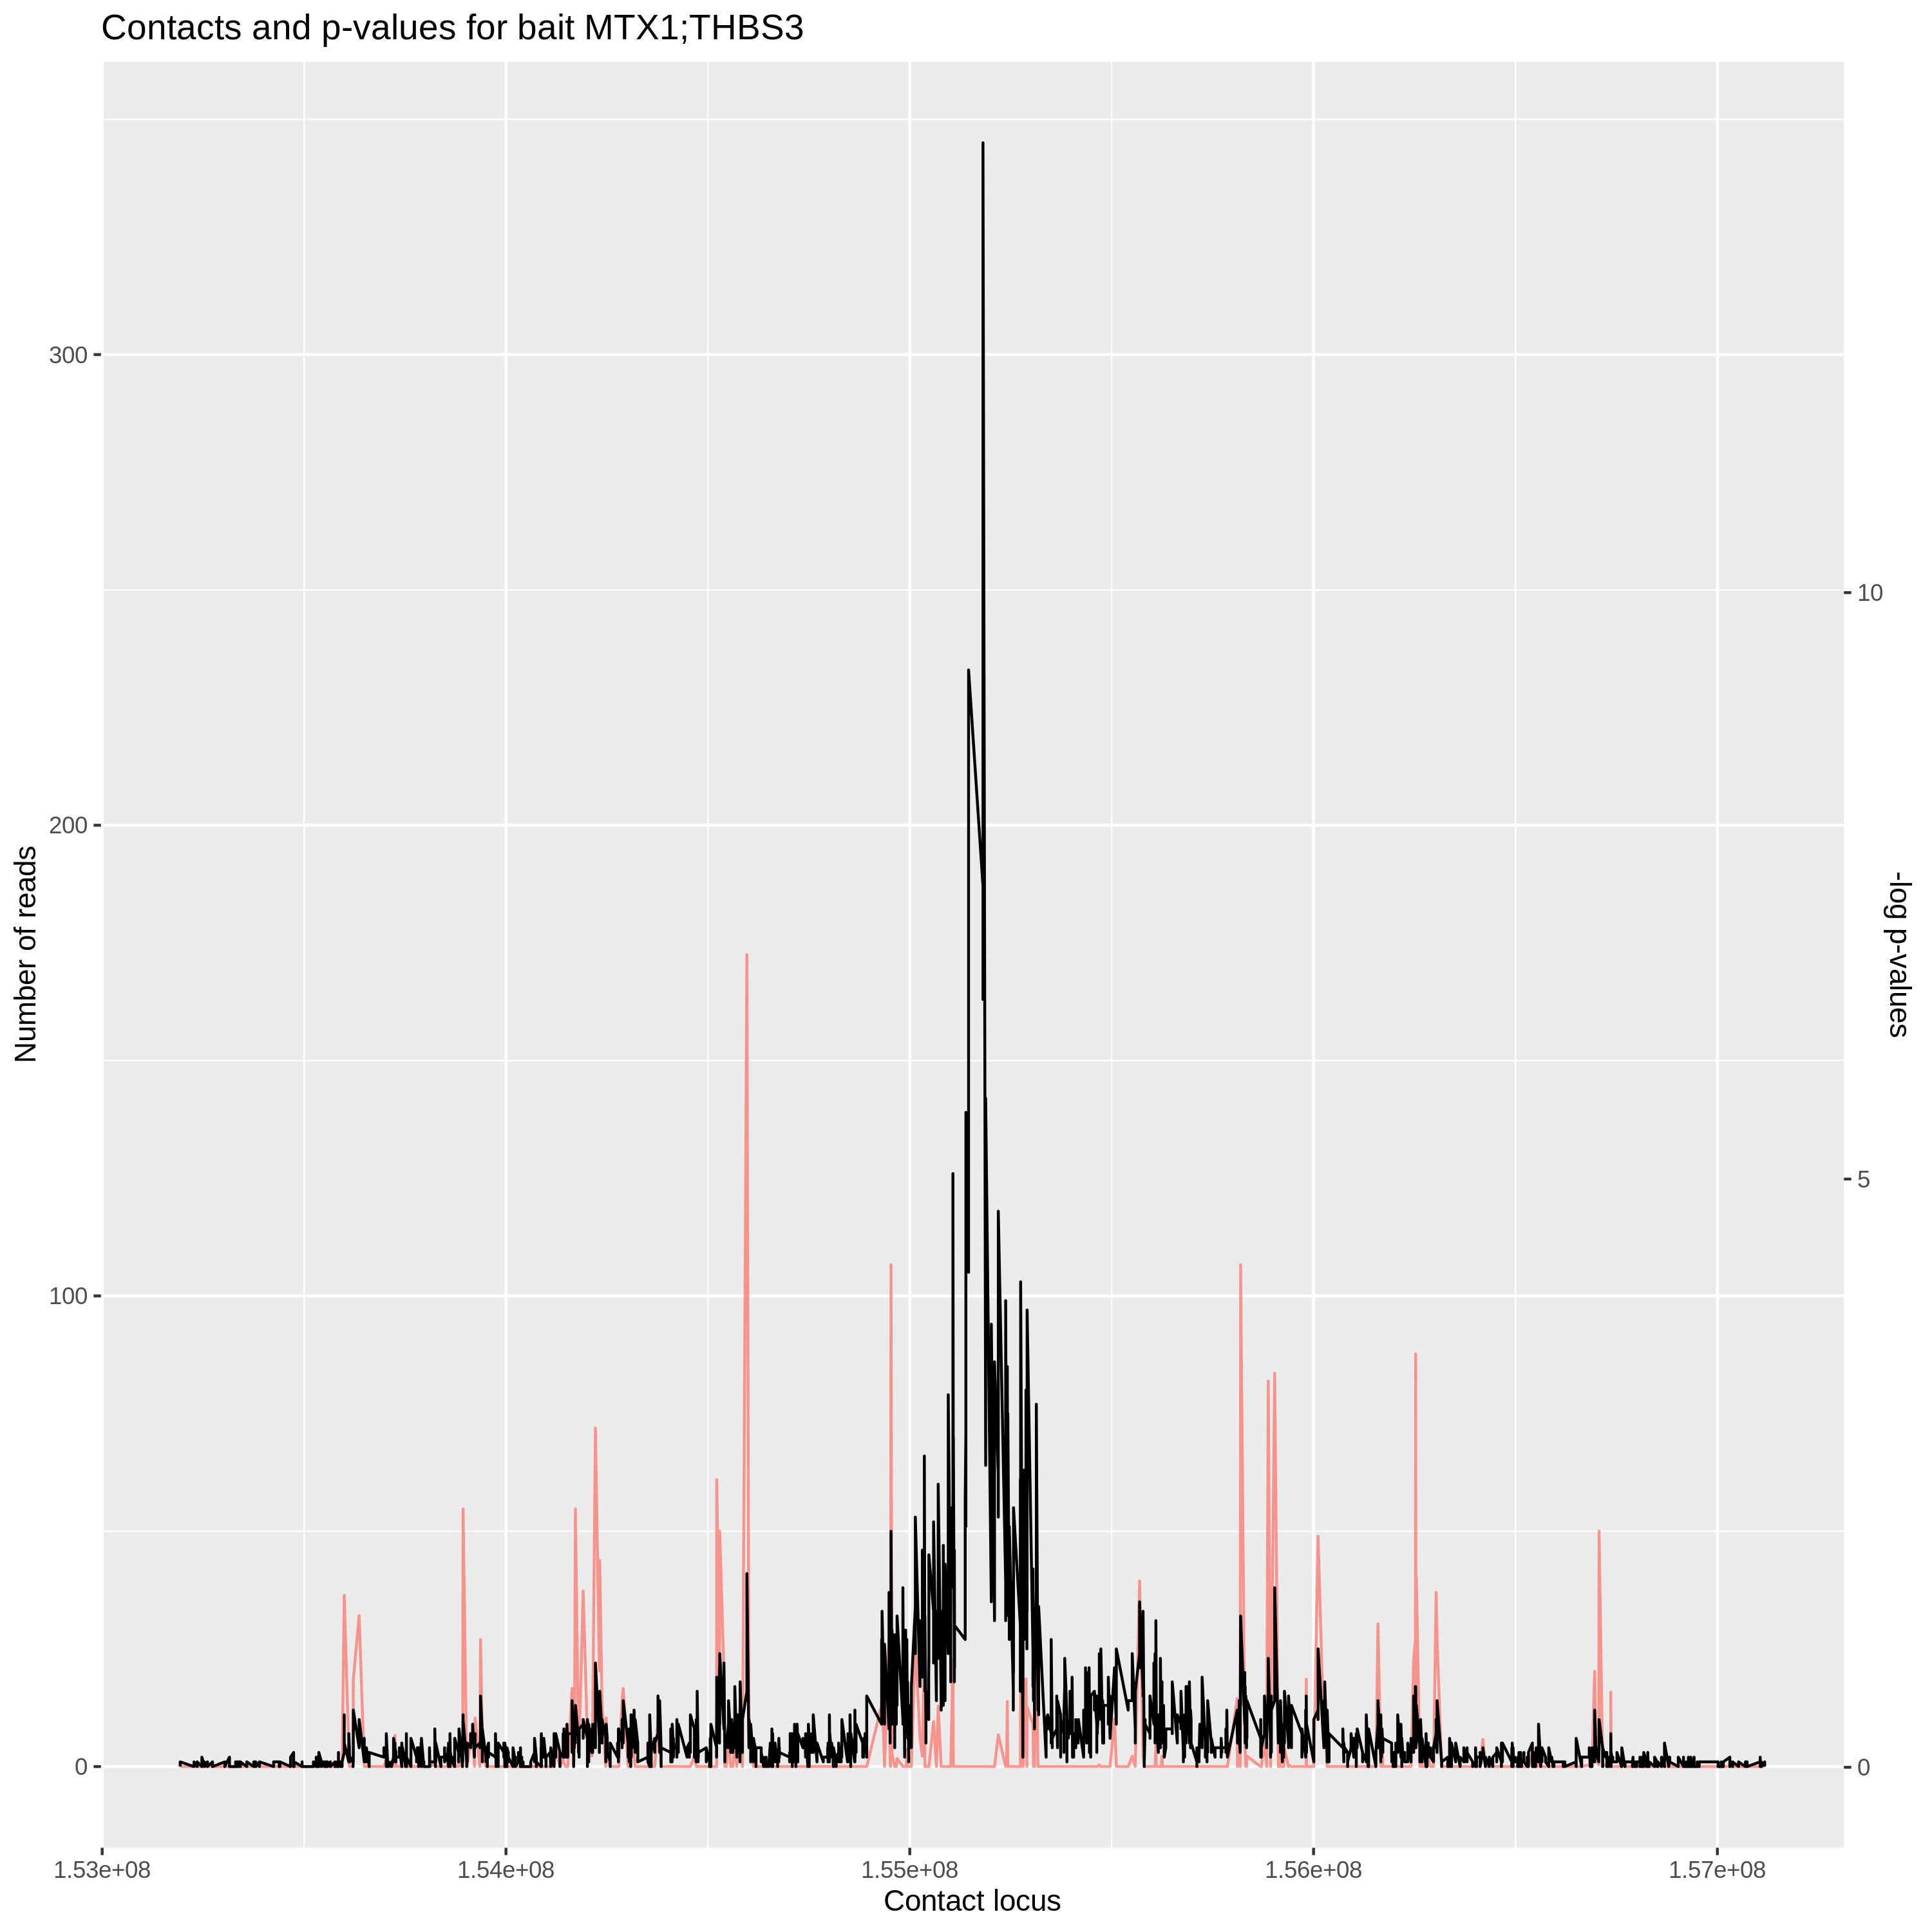 Contacts and p-values for bait MTX1;THBS3
300
200
100
0
Number of reads
10
5
0
-log p-values
1.53e+08
1.54e+08
1.55e+08
1.56e+08
1.57e+08
Contact locus